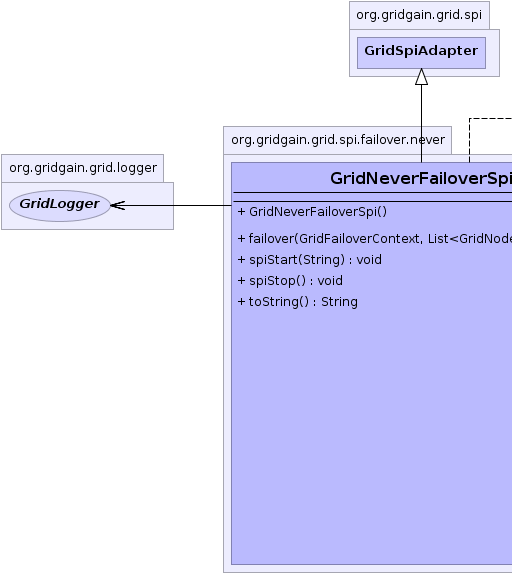 org.gridgain.grid.spi
GridSpiAdapter
org.gridgain.grid.spi.failover.never
org.gridgain.grid.logger
GridLogger
GridNeverFailoverSpi
+ GridNeverFailoverSpi()
+ failover(GridFailoverContext, List<GridNode
+ spiStart(String) : void
+ spiStop() : void
+ toString() : String